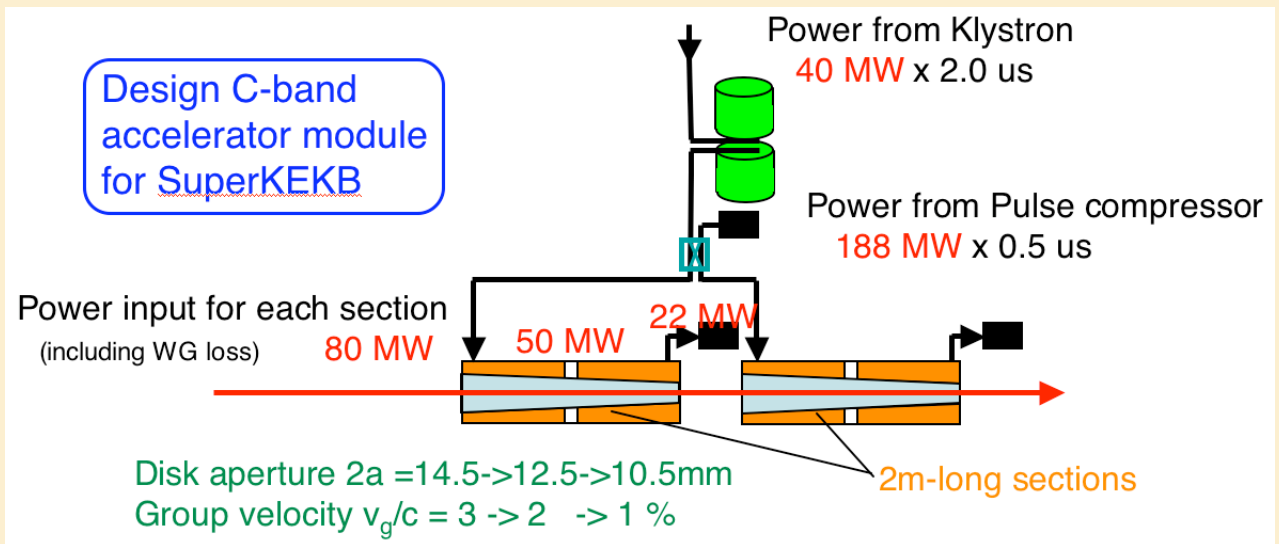 Design C-band
accelerator module
for SuperKEKB
Power from Klystron
40 MW x 2.0 us
Power from Pulse compressor
188 MW x 0.5 us
Power input for each section
(including WG loss) 80 MW
50 MW
22 MW
Disk aperture 2a =14.5->12.5->10.5mm
Group velocity vg/c = 3 -> 2 -> 1 %
2m-long sections